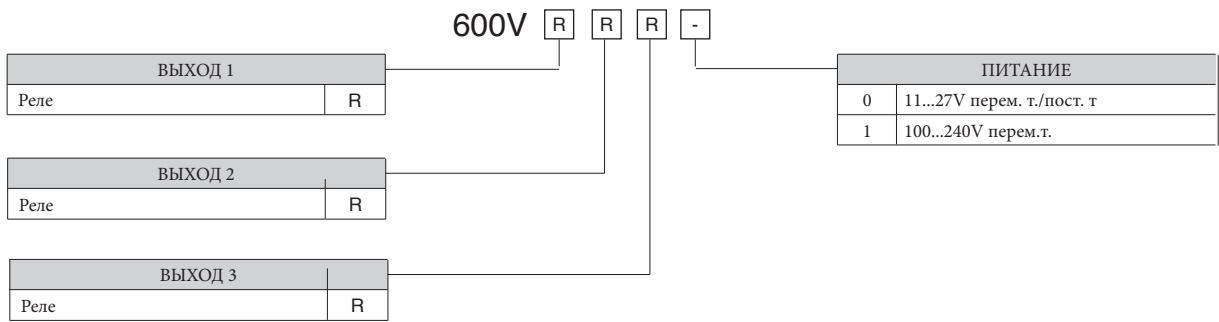 600V R R R -
ВЫХОД 1
Реле R
ВЫХОД 2
Реле R
ВЫХОД 3
Реле R
ПИТАНИЕ
0 11...27V перем. т./пост. т
1 100...240V перем.т.